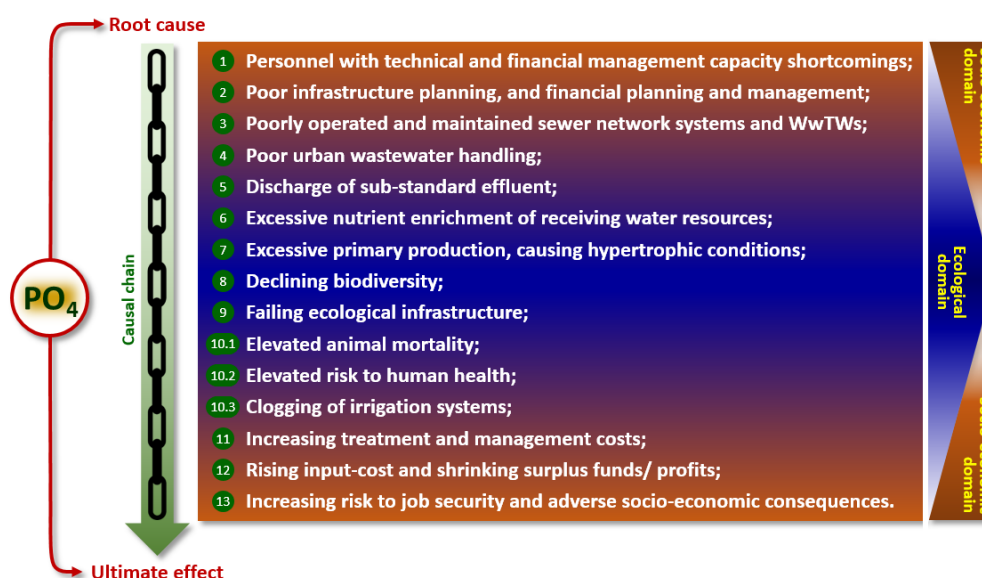 Root cause
1 Personnel with technical and financial management capacity shortcomings;
2 Poor infrastructure planning, and financial planning and management;
3 Poorly operated and maintained sewer network systems and WwTWs;
4 Poor urban wastewater handling;
5 Discharge of sub-standard effluent;
6 Excessive nutrient enrichment of receiving water resources;
7 Excessive primary production, causing hypertrophic conditions;
8 Declining biodiversity;
9 Failing ecological infrastructure;
10.1 Elevated animal mortality;
10.2 Elevated risk to human health;
10.3 Clogging of irrigation systems;
11 Increasing treatment and management costs;
12 Rising input-cost and shrinking surplus funds/ profits;
13 Increasing risk to job security and adverse socio-economic consequences.
PO4
Causal chain
Ultimate effect
domain
Ecological
domain
domain